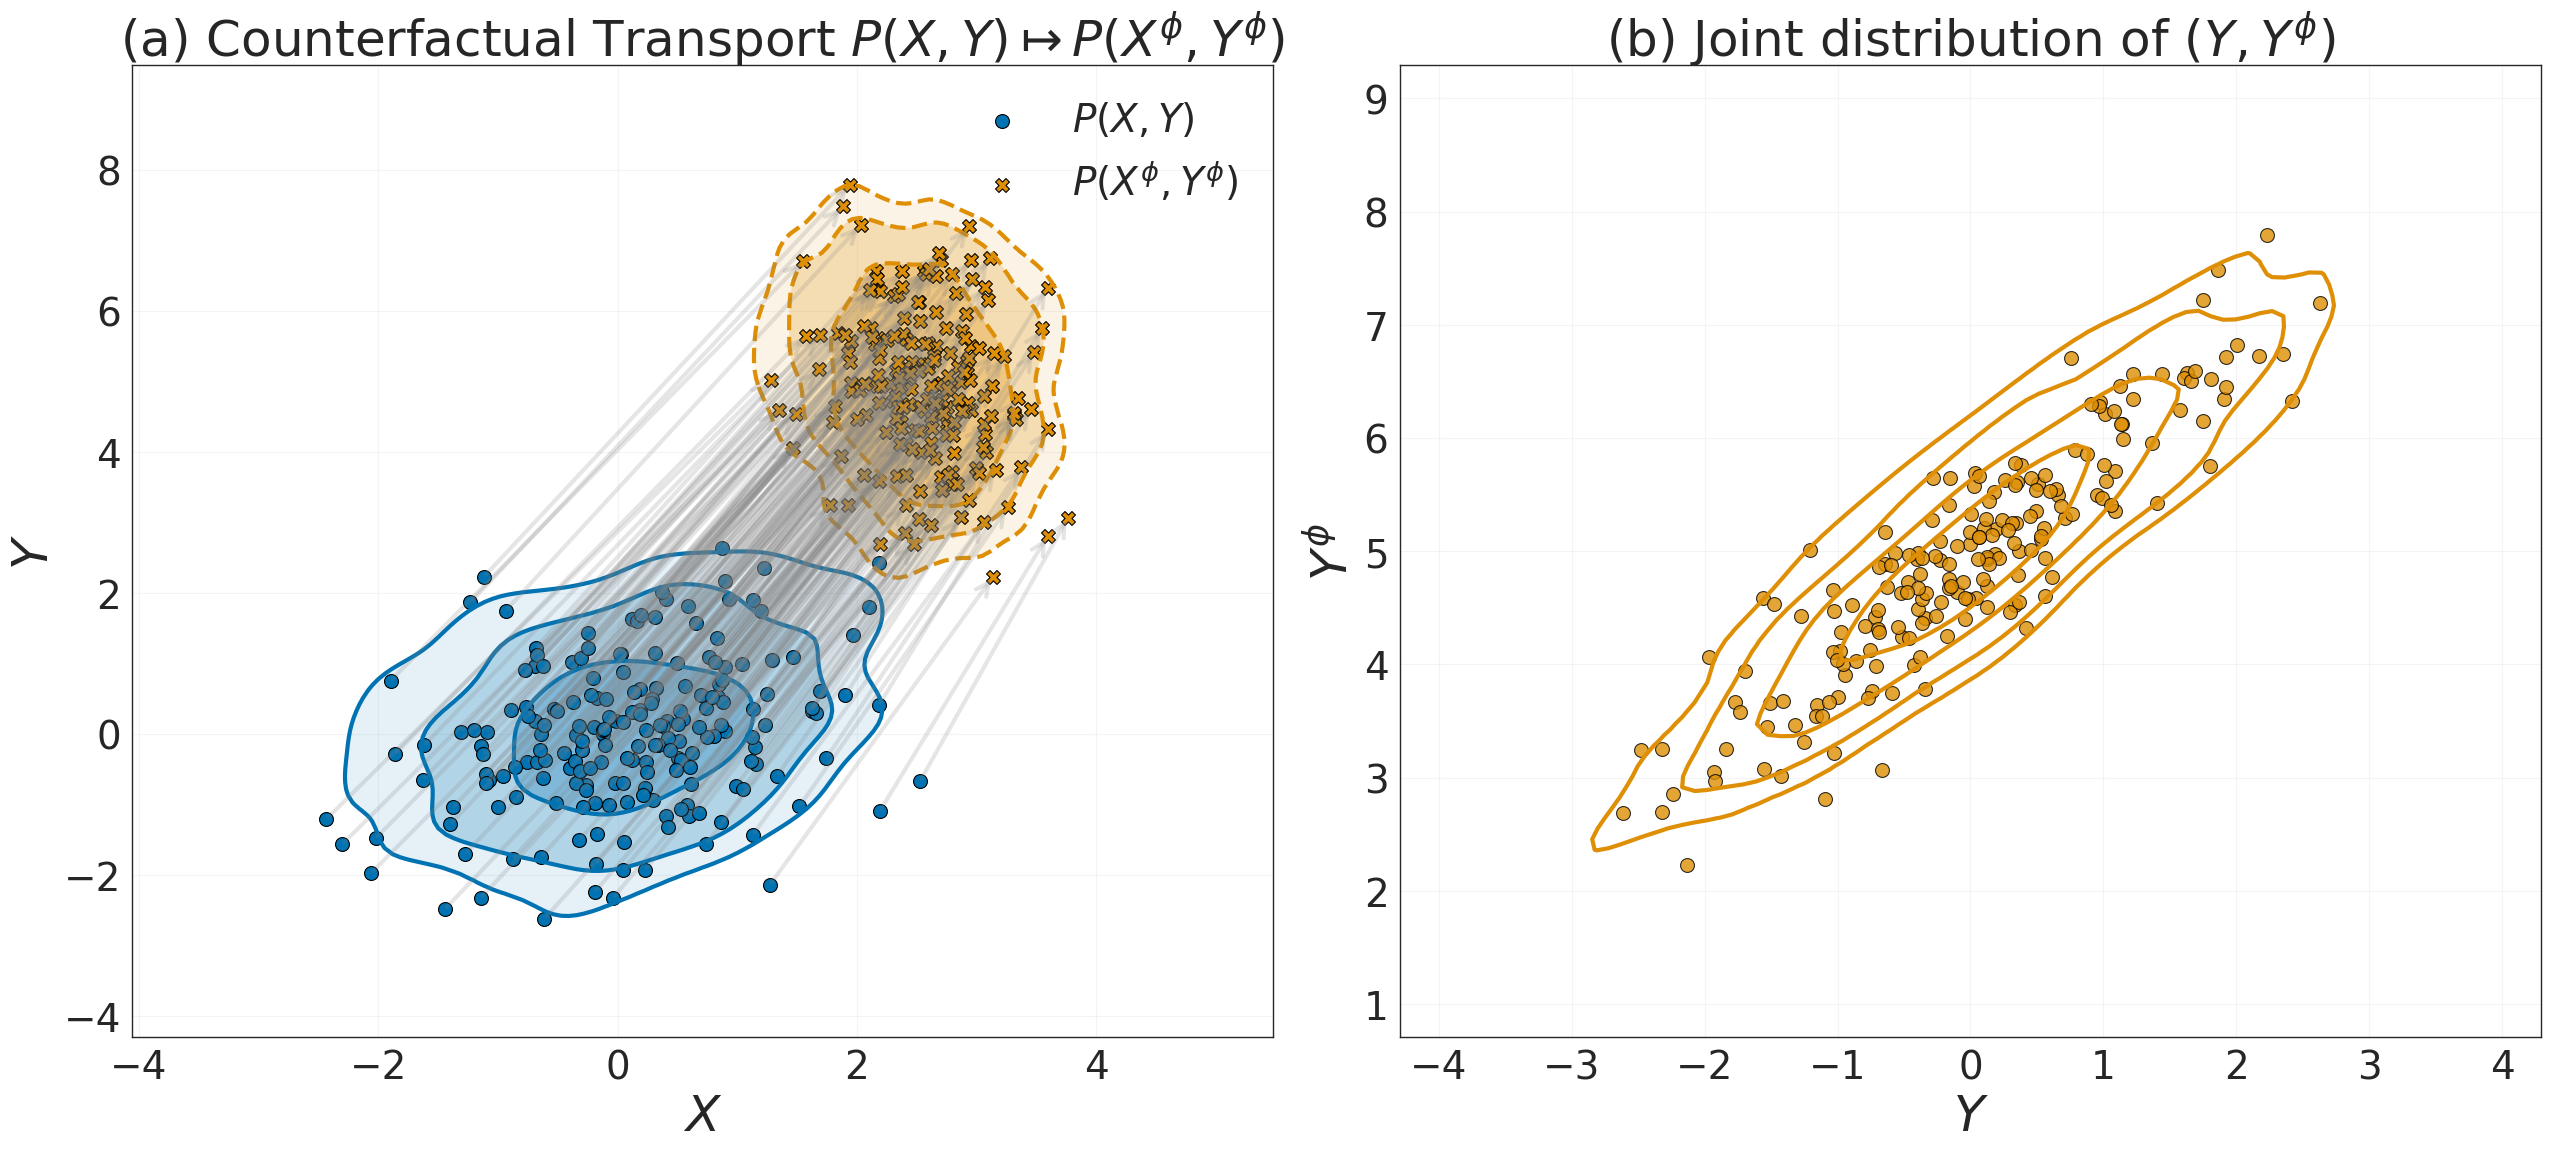 (a) Counterfactual Transport P(X, Y) ↦ P(X^ϕ, Y^ϕ)
P(X, Y)
P(X^ϕ, Y^ϕ)
Y
8
6
4
2
0
−2
−4
−4 −2 0 2 4
X
(b) Joint distribution of (Y, Y^ϕ)
Y^ϕ
9
8
7
6
5
4
3
2
1
−4 −3 −2 −1 0 1 2 3 4
Y